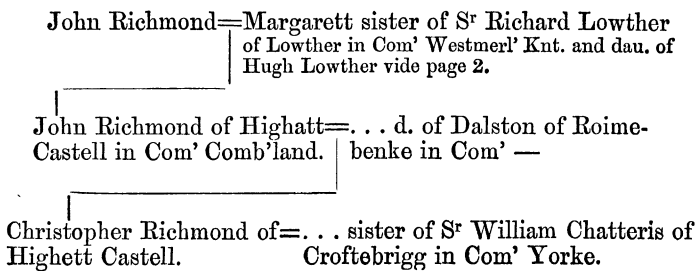 John Richmond=Margarett sister of Sʳ Richard Lowther
of Lowther in Com' Westmerl' Knt. and dau. of
Hugh Lowther vide page 2.
John Richmond of Highatt=. . . d. of Dalston of Roime-
Castell in Com' Comb'land. benke in Com' —
Christopher Richmond of=. . . sister of Sʳ William Chatteris of
Highett Castell. Croftebrigg in Com' Yorke.